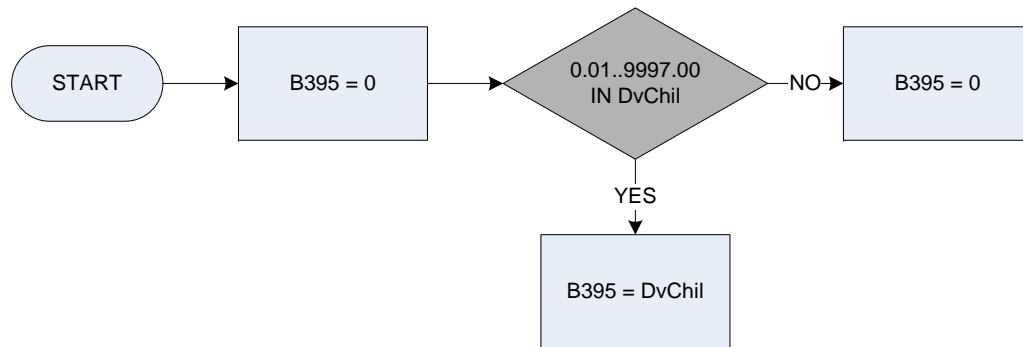 START
B395 = 0
0.01..9997.00
IN DvChil
NO
B395 = 0
YES
B395 = DvChil